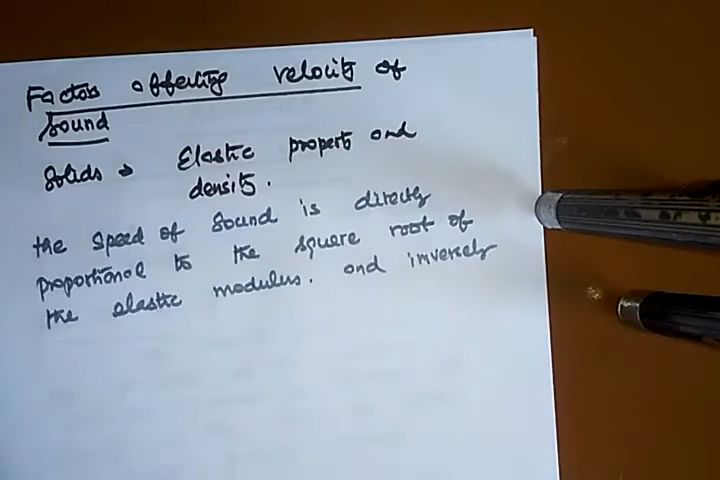 Factors affecting velocity of
Sound
Solids → Elastic property and
density.
the speed of sound is directly
proportional to the square root of
the elastic modulus. and inversely